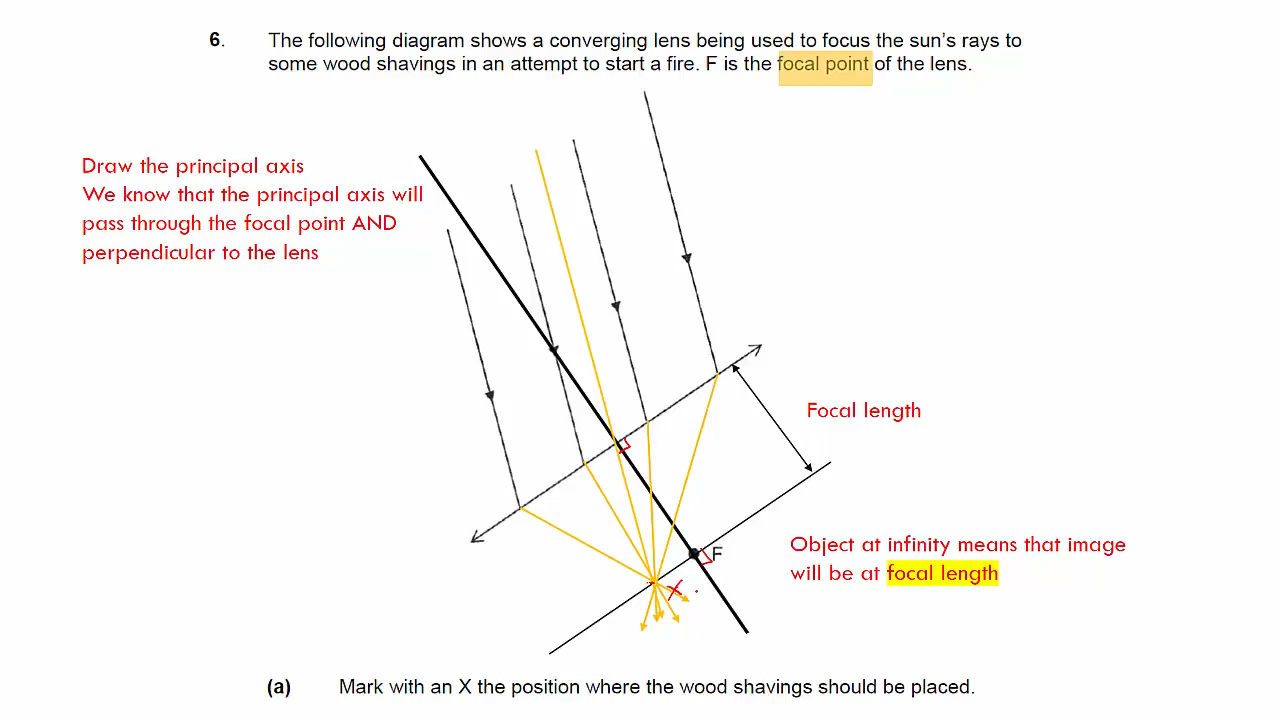 6. The following diagram shows a converging lens being used to focus the sun's rays to
some wood shavings in an attempt to start a fire. F is the focal point of the lens.
Draw the principal axis
We know that the principal axis will
pass through the focal point AND
perpendicular to the lens
Focal length
F
Object at infinity means that image
will be at focal length
X
(a) Mark with an X the position where the wood shavings should be placed.